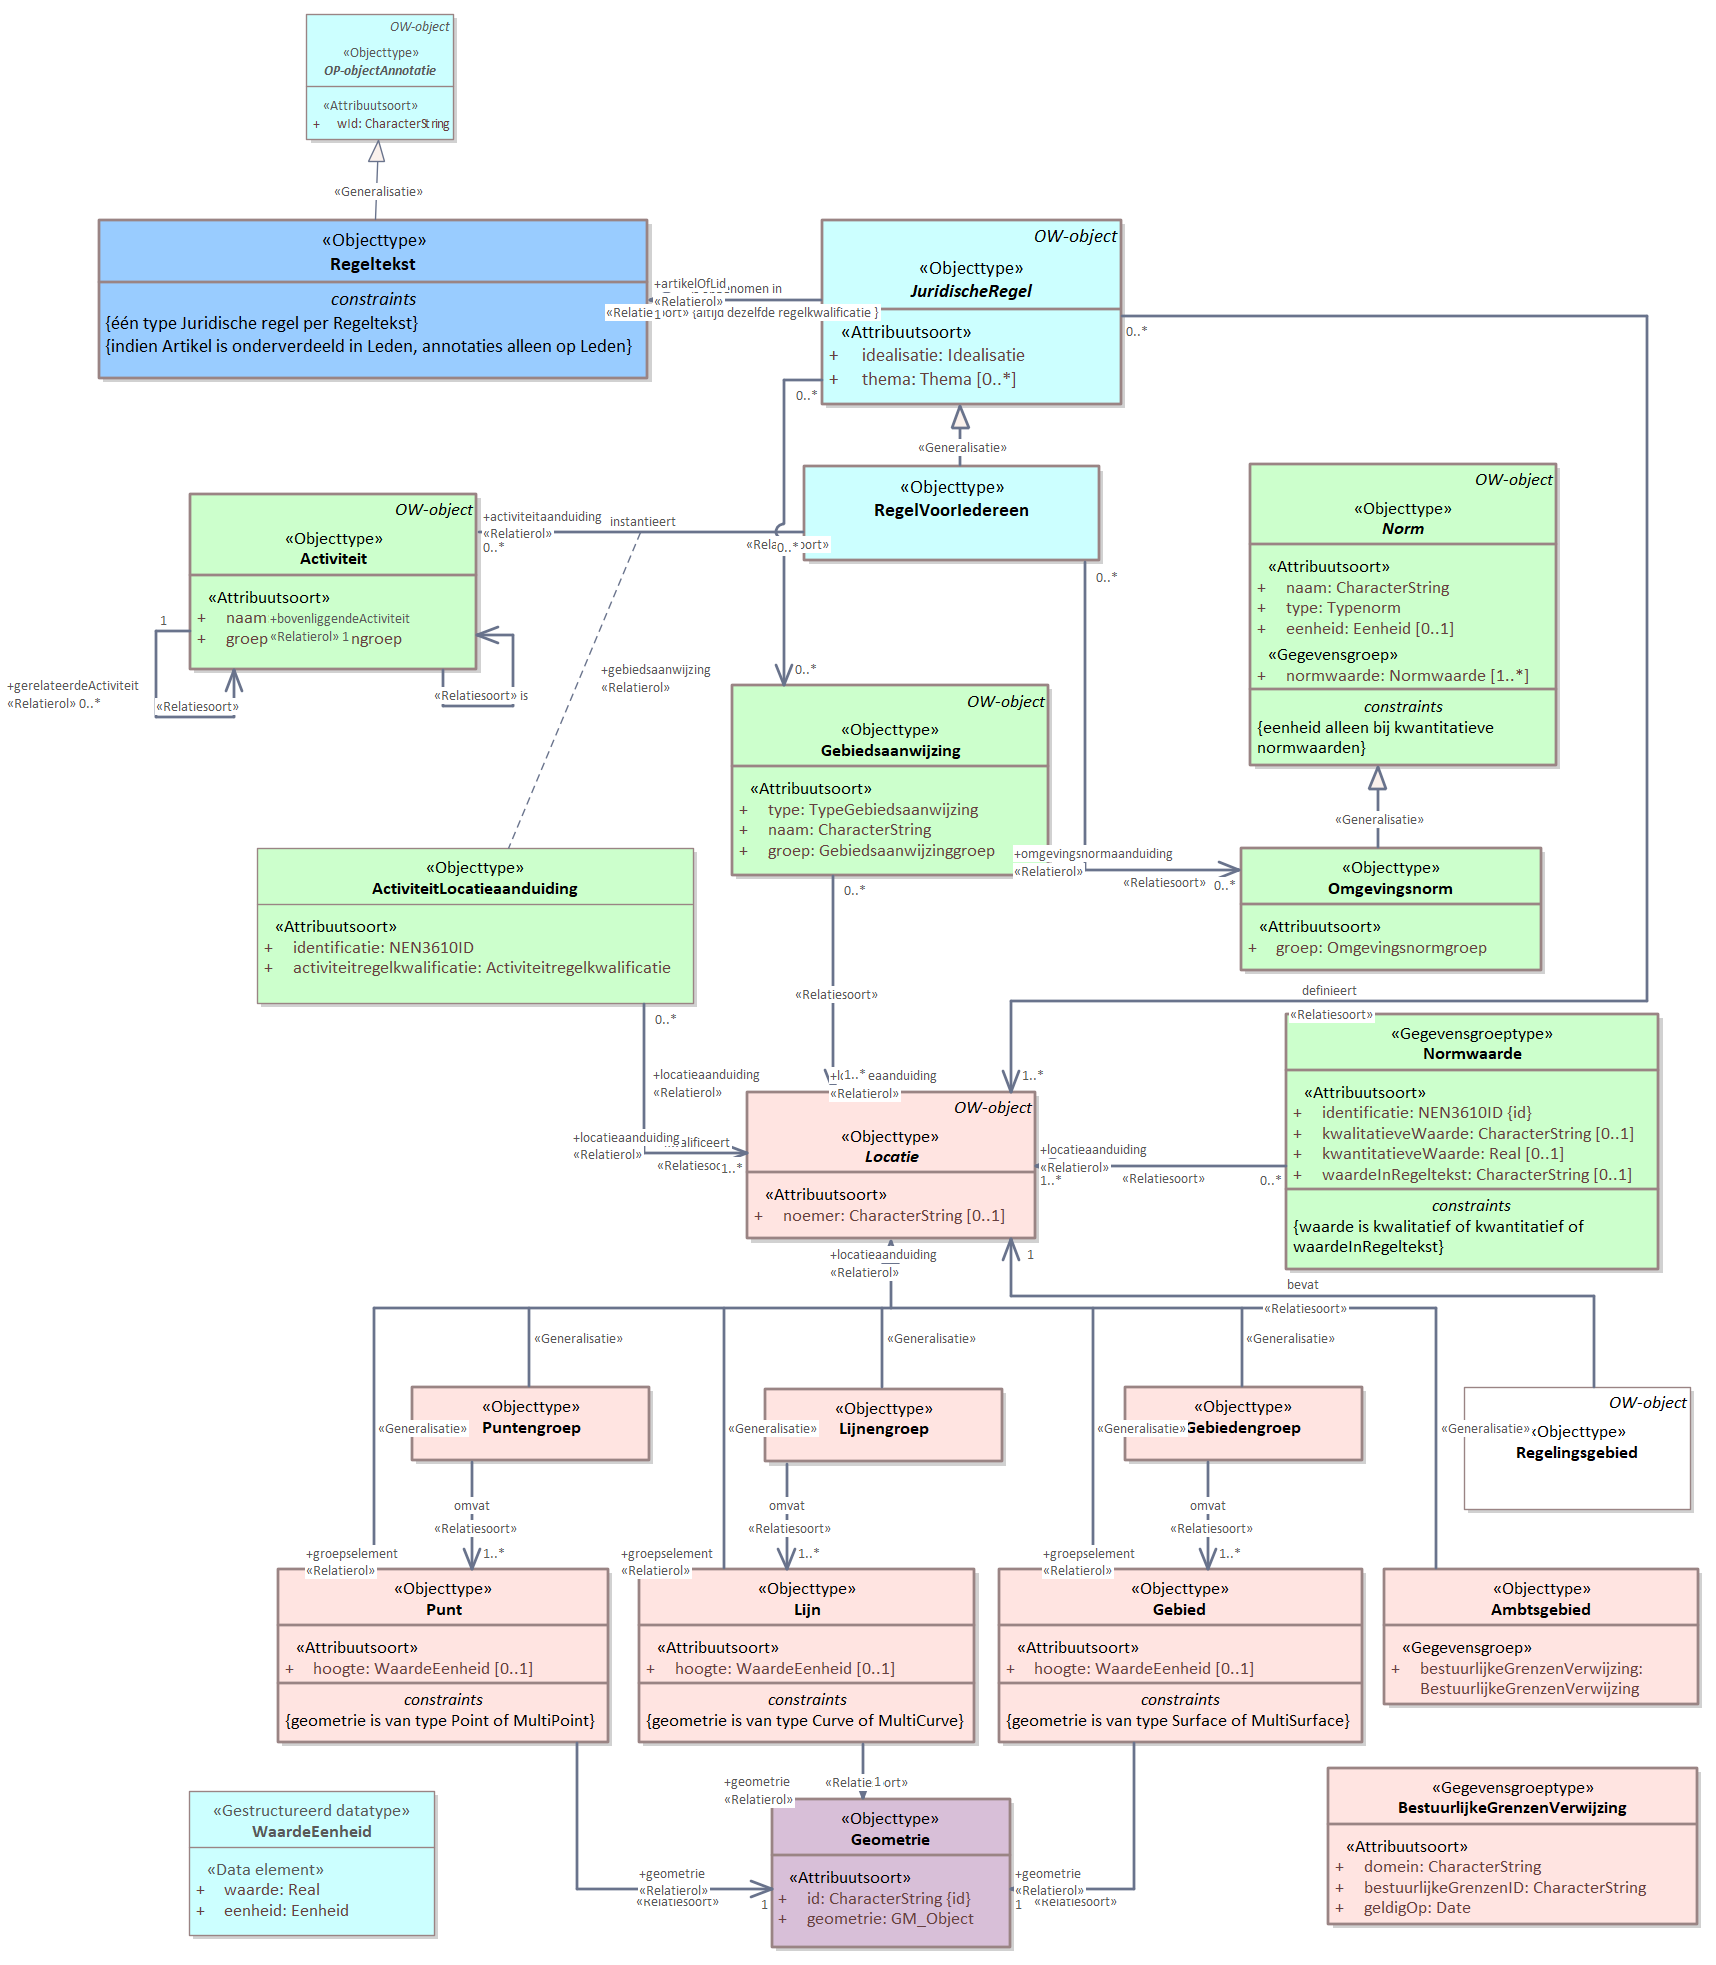 OW-object
«Objecttype»
OP-objectAnnotatie
«Attribuutsoort»
+ wId: CharacterString
«Generalisatie»
«Objecttype»
Regeltekst
constraints
{één type Juridische regel per Regeltekst}
{indien Artikel is onderverdeeld in Leden, annotaties alleen op Leden}
+artikelOfLid
«Relatierol»
1
{altijd dezelfde regelkwalificatie }
OW-object
«Objecttype»
JuridischeRegel
«Attribuutsoort»
+ idealisatie: Idealisatie
+ thema: Thema [0..*]
0..*
0..*
«Generalisatie»
«Objecttype»
RegelVoorIedereen
OW-object
«Objecttype»
Norm
«Attribuutsoort»
+ naam: CharacterString
+ type: Typenorm
+ eenheid: Eenheid [0..1]
«Gegevensgroep»
+ normwaarde: Normwaarde [1..*]
constraints
{eenheid alleen bij kwantitatieve
normwaarden}
OW-object
«Objecttype»
Activiteit
«Attribuutsoort»
+ naam
+ groep
ngroep
+bovenliggendeActiviteit
«Relatierol» 1
+activiteitaanduiding
«Relatierol»
0..*
instantieert
0..*
0..*
1
+gerelateerdeActiviteit
«Relatierol» 0..*
«Relatiesoort»
«Relatiesoort» is
+gebiedsaanwijzing
«Relatierol»
0..*
OW-object
«Objecttype»
Gebiedsaanwijzing
«Attribuutsoort»
+ type: TypeGebiedsaanwijzing
+ naam: CharacterString
+ groep: Gebiedsaanwijzinggroep
«Generalisatie»
+omgevingsnormaanduiding
«Relatierol»
«Relatiesoort»
0..*
«Objecttype»
Omgevingsnorm
«Attribuutsoort»
+ groep: Omgevingsnormgroep
«Objecttype»
ActiviteitLocatieaanduiding
«Attribuutsoort»
+ identificatie: NEN3610ID
+ activiteitregelkwalificatie: Activiteitregelkwalificatie
0..*
0..*
«Relatiesoort»
definieert
«Relatiesoort»
1..*
+locatieaanduiding
«Relatierol»
1..*
eaanduiding
«Relatierol»
+locatieaanduiding
«Relatierol»
1..*
OW-object
«Objecttype»
Locatie
«Attribuutsoort»
+ noemer: CharacterString [0..1]
+locatieaanduiding
«Relatierol»
1..*
«Relatiesoort»
0..*
«Gegevensgroeptype»
Normwaarde
«Attribuutsoort»
+ identificatie: NEN3610ID {id}
+ kwalitatieveWaarde: CharacterString [0..1]
+ kwantitatieveWaarde: Real [0..1]
+ waardeInRegeltekst: CharacterString [0..1]
constraints
{waarde is kwalitatief of kwantitatief of
waardeInRegeltekst}
+locatieaanduiding
«Relatierol»
1
bevat
«Relatiesoort»
«Generalisatie»
«Generalisatie»
«Generalisatie»
«Objecttype»
Puntengroep
«Generalisatie»
«Objecttype»
Lijnengroep
«Generalisatie»
«Objecttype»
Gebiedengroep
«Generalisatie»
OW-object
«Objecttype»
Regelingsgebied
«Generalisatie»
omvat
«Relatiesoort»
1..*
omvat
«Relatiesoort»
1..*
omvat
«Relatiesoort»
1..*
+groepselement
«Relatierol»
+groepselement
«Relatierol»
+groepselement
«Relatierol»
«Objecttype»
Punt
«Attribuutsoort»
+ hoogte: WaardeEenheid [0..1]
constraints
{geometrie is van type Point of MultiPoint}
«Objecttype»
Lijn
«Attribuutsoort»
+ hoogte: WaardeEenheid [0..1]
constraints
{geometrie is van type Curve of MultiCurve}
«Objecttype»
Gebied
«Attribuutsoort»
+ hoogte: WaardeEenheid [0..1]
constraints
{geometrie is van type Surface of MultiSurface}
«Objecttype»
Ambtsgebied
«Gegevensgroep»
+ bestuurlijkeGrenzenVerwijzing:
BestuurlijkeGrenzenVerwijzing
+geometrie
«Relatierol»
1
«Gestructureerd datatype»
WaardeEenheid
«Data element»
+ waarde: Real
+ eenheid: Eenheid
+geometrie
«Relatierol»
«Relatiesoort»
1
«Objecttype»
Geometrie
«Attribuutsoort»
+ id: CharacterString {id}
+ geometrie: GM_Object
+geometrie
«Relatierol»
«Relatiesoort»
1
«Gegevensgroeptype»
BestuurlijkeGrenzenVerwijzing
«Attribuutsoort»
+ domein: CharacterString
+ bestuurlijkeGrenzenID: CharacterString
+ geldigOp: Date